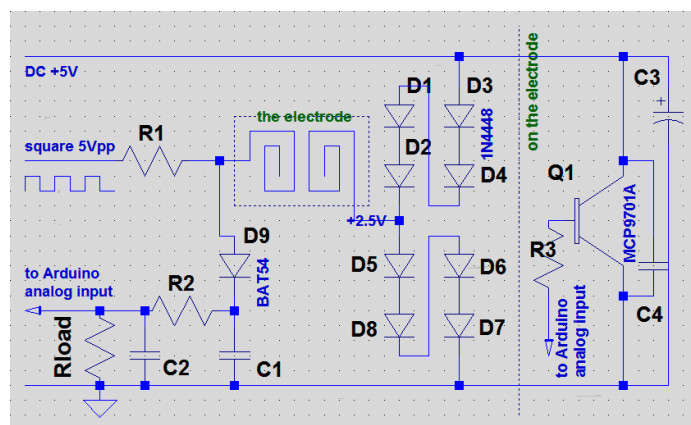 DC +5V
square 5Vpp
R1
the electrode
+2.5V
D1
D3
1N4448
D2
D4
on the electrode
C3
+
Q1
MCP9701A
R3
D9
BAT54
D5
D6
to Arduino
analog input
R2
D8
D7
Rload
C2
C1
to Arduino
analog input
C4